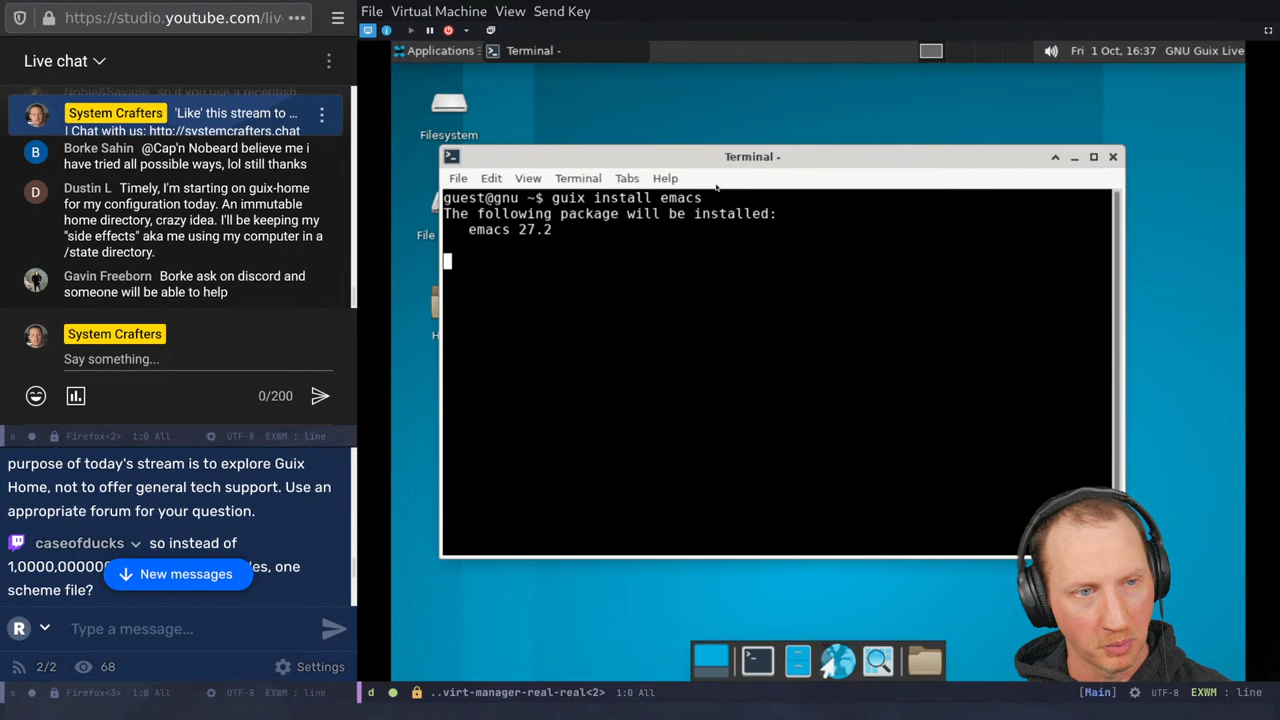 https://studio.youtube.com/liv
Live chat
Noble&Savage, so if you use a recentish
System Crafters 'Like' this stream to ...
| Chat with us: http://systemcrafters.chat
B Borke Sahin @Cap'n Nobeard believe me i
have tried all possible ways, lol still thanks
D Dustin L Timely, I'm starting on guix-home
for my configuration today. An immutable
home directory, crazy idea. I'll be keeping my
"side effects" aka me using my computer in a
/state directory.
Gavin Freeborn Borke ask on discord and
someone will be able to help
System Crafters
Say something...
0/200
a Firefox<2> 1:0 All UTF-8 EXWM : line
purpose of today's stream is to explore Guix
Home, not to offer general tech support. Use an
appropriate forum for your question.
caseofducks so instead of
New messages
one
scheme file?
R Type a message...
2/2 68 Settings
s Firefox<3> 1:0 All UTF-8 EXWM : line
File Virtual Machine View Send Key
Applications Terminal - Fri 1 Oct, 16:37 GNU Guix Live
Filesystem
File
H
Terminal -
File Edit View Terminal Tabs Help
guest@gnu ~$ guix install emacs
The following package will be installed:
emacs 27.2
d ..virt-manager-real-real<2> 1:0 All [Main] UTF-8 EXWM : line